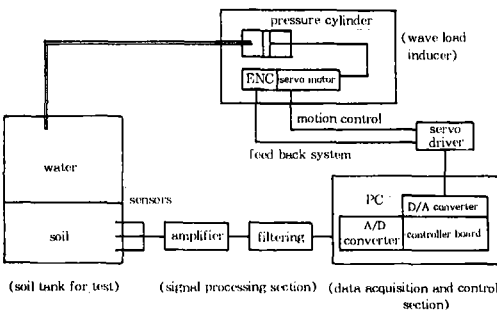 pressure cylinder
(wave load
inducer)
ENC
servo motor
motion control
servo
driver
feed back system
water
sensors
PC
D/A converter
soil
amplifier
filtering
A/D
converter
controller board
(soil tank for test)
(signal processing section)
(data acquisition and control
section)